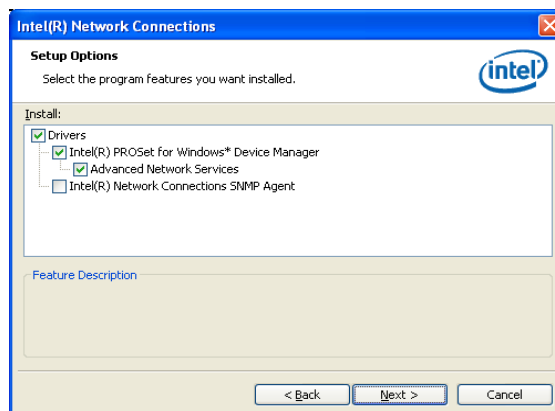 Intel(R) Network Connections
Setup Options
Select the program features you want installed.
intel
Install:
Drivers
Intel(R) PROSet for Windows* Device Manager
Advanced Network Services
Intel(R) Network Connections SNMP Agent
Feature Description
< Back
Next >
Cancel